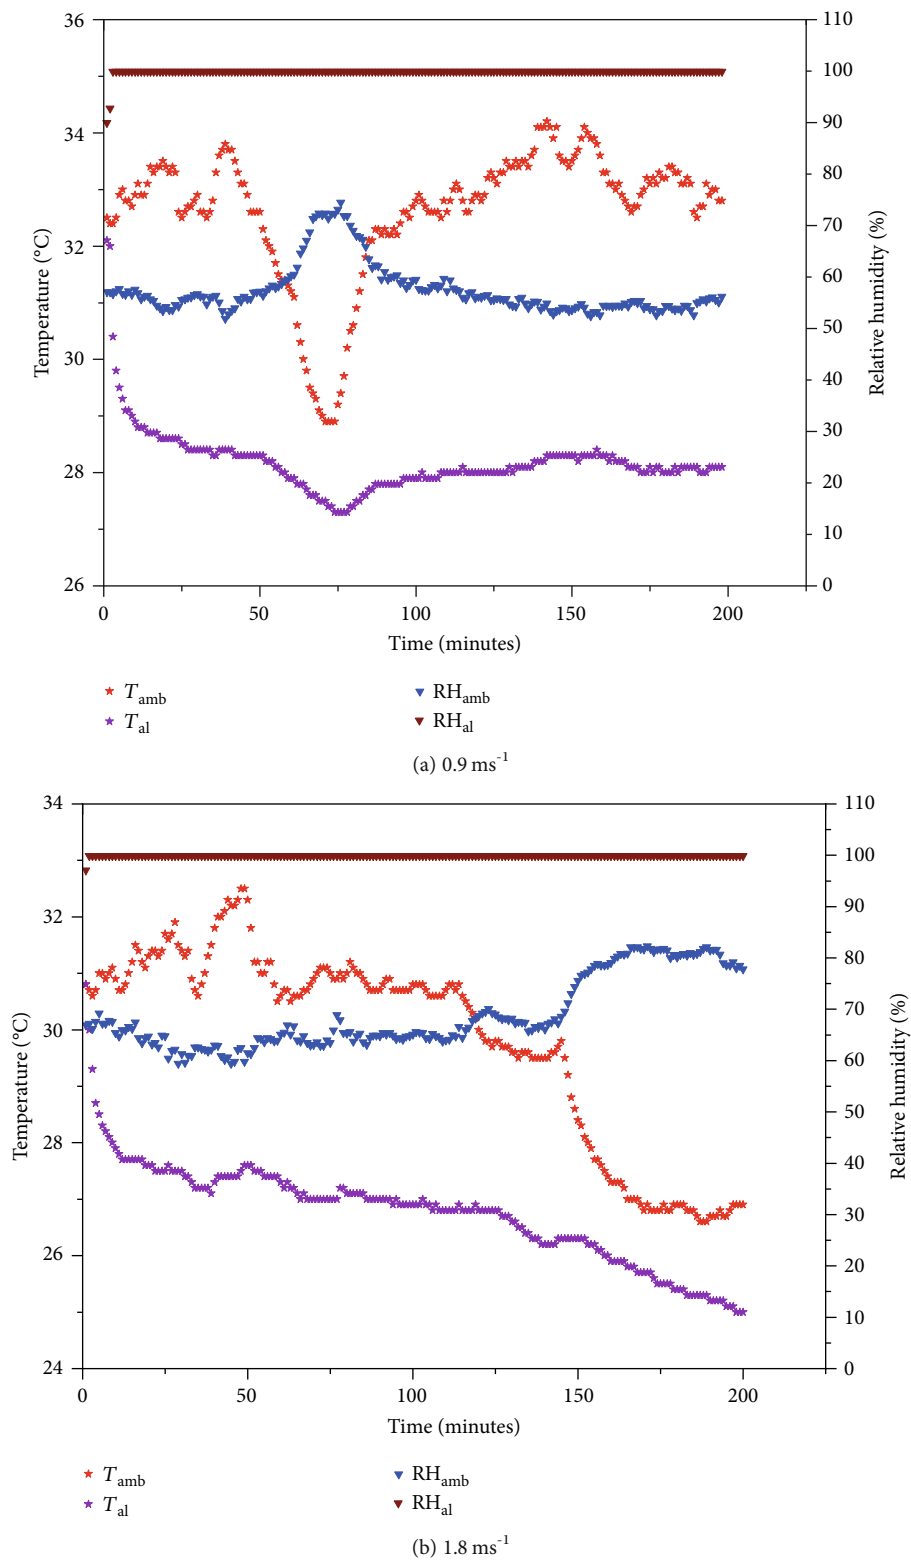 36
34
32
30
28
26
Temperature (°C)
110
100
90
80
70
60
50
40
30
20
10
0
Relative humidity (%)
0 50 100 150 200
Time (minutes)
T_amb RH_amb
T_al RH_al
(a) 0.9 ms⁻¹
34
32
30
28
26
24
Temperature (°C)
110
100
90
80
70
60
50
40
30
20
10
0
Relative humidity (%)
0 50 100 150 200
Time (minutes)
T_amb RH_amb
T_al RH_al
(b) 1.8 ms⁻¹